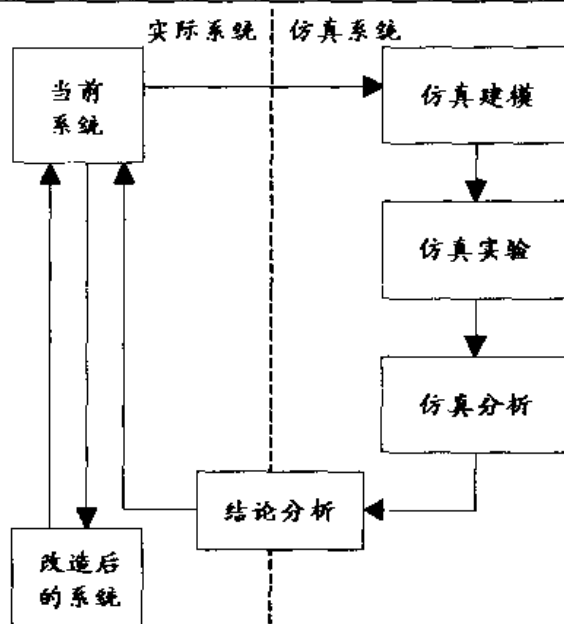 实际系统 仿真系统
当前
系统
仿真建模
仿真实验
仿真分析
结论分析
改造后
的系统